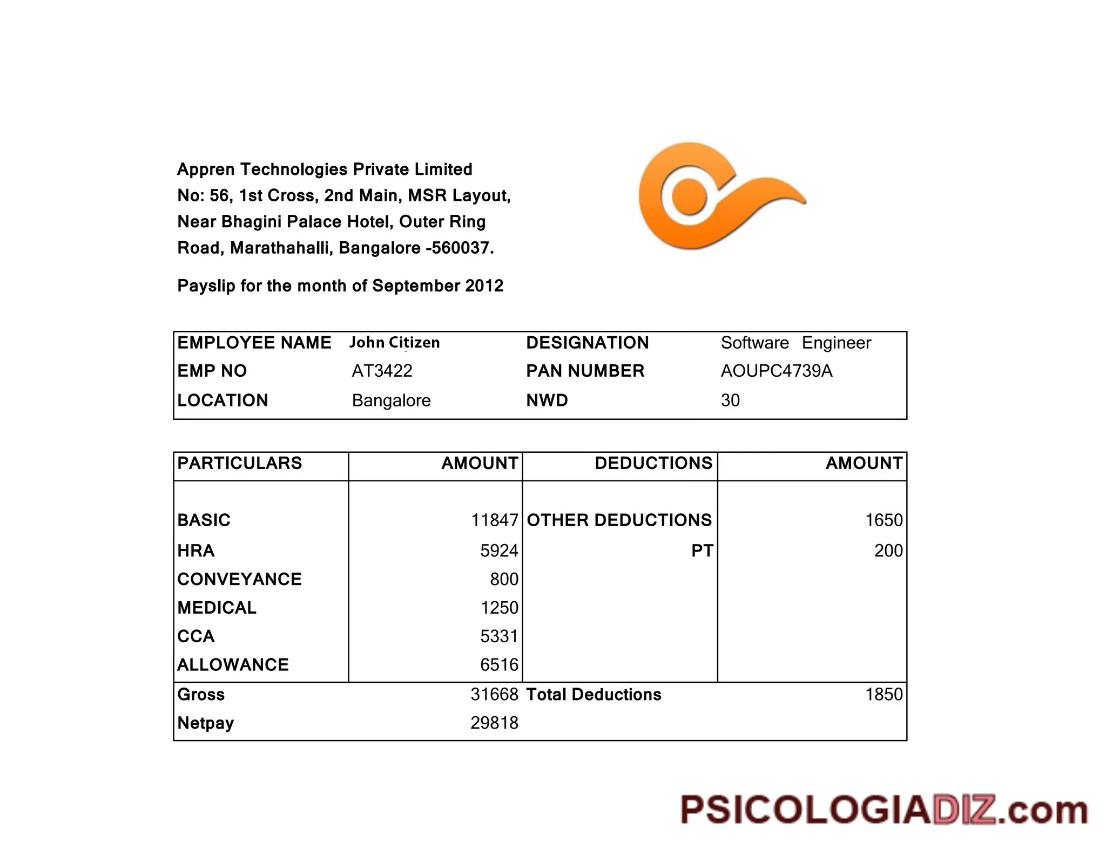 Appren Technologies Private Limited
No: 56, 1st Cross, 2nd Main, MSR Layout,
Near Bhagini Palace Hotel, Outer Ring
Road, Marathahalli, Bangalore -560037.
Payslip for the month of September 2012
EMPLOYEE NAME John Citizen DESIGNATION Software Engineer
EMP NO AT3422 PAN NUMBER AOUPC4739A
LOCATION Bangalore NWD 30
PARTICULARS AMOUNT DEDUCTIONS AMOUNT
BASIC 11847 OTHER DEDUCTIONS 1650
HRA 5924 PT 200
CONVEYANCE 800
MEDICAL 1250
CCA 5331
ALLOWANCE 6516
Gross 31668 Total Deductions 1850
Netpay 29818
PSICOLOGIADIZ.com